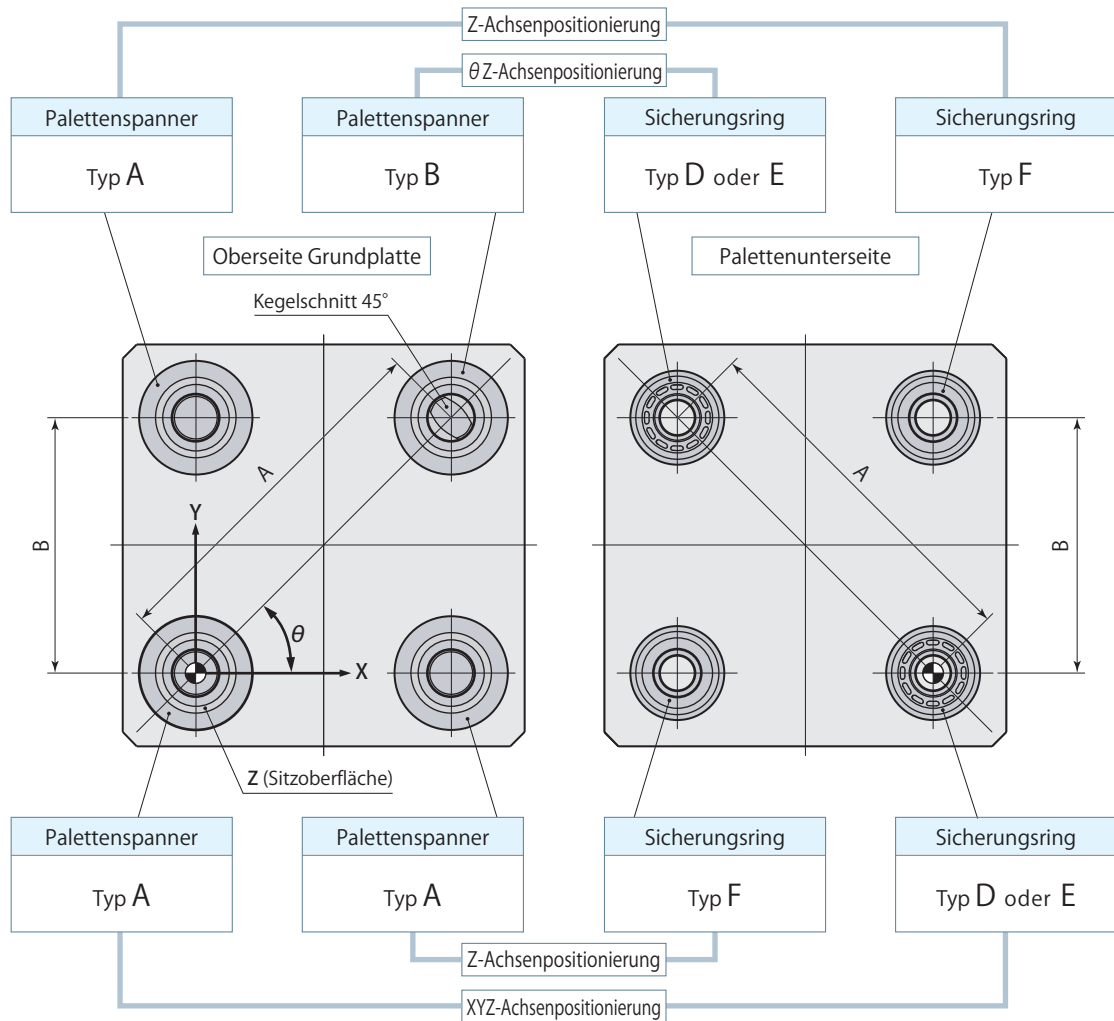 Z-Achsenpositionierung
θZ-Achsenpositionierung
Palettenspanner
Typ A
Palettenspanner
Typ B
Sicherungsring
Typ D oder E
Sicherungsring
Typ F
Oberseite Grundplatte
Palettenunterseite
Kegelschnitt 45°
A
B
Y
X
θ
A
B
Z (Sitzoberfläche)
Palettenspanner
Typ A
Palettenspanner
Typ A
Sicherungsring
Typ F
Sicherungsring
Typ D oder E
Z-Achsenpositionierung
XYZ-Achsenpositionierung